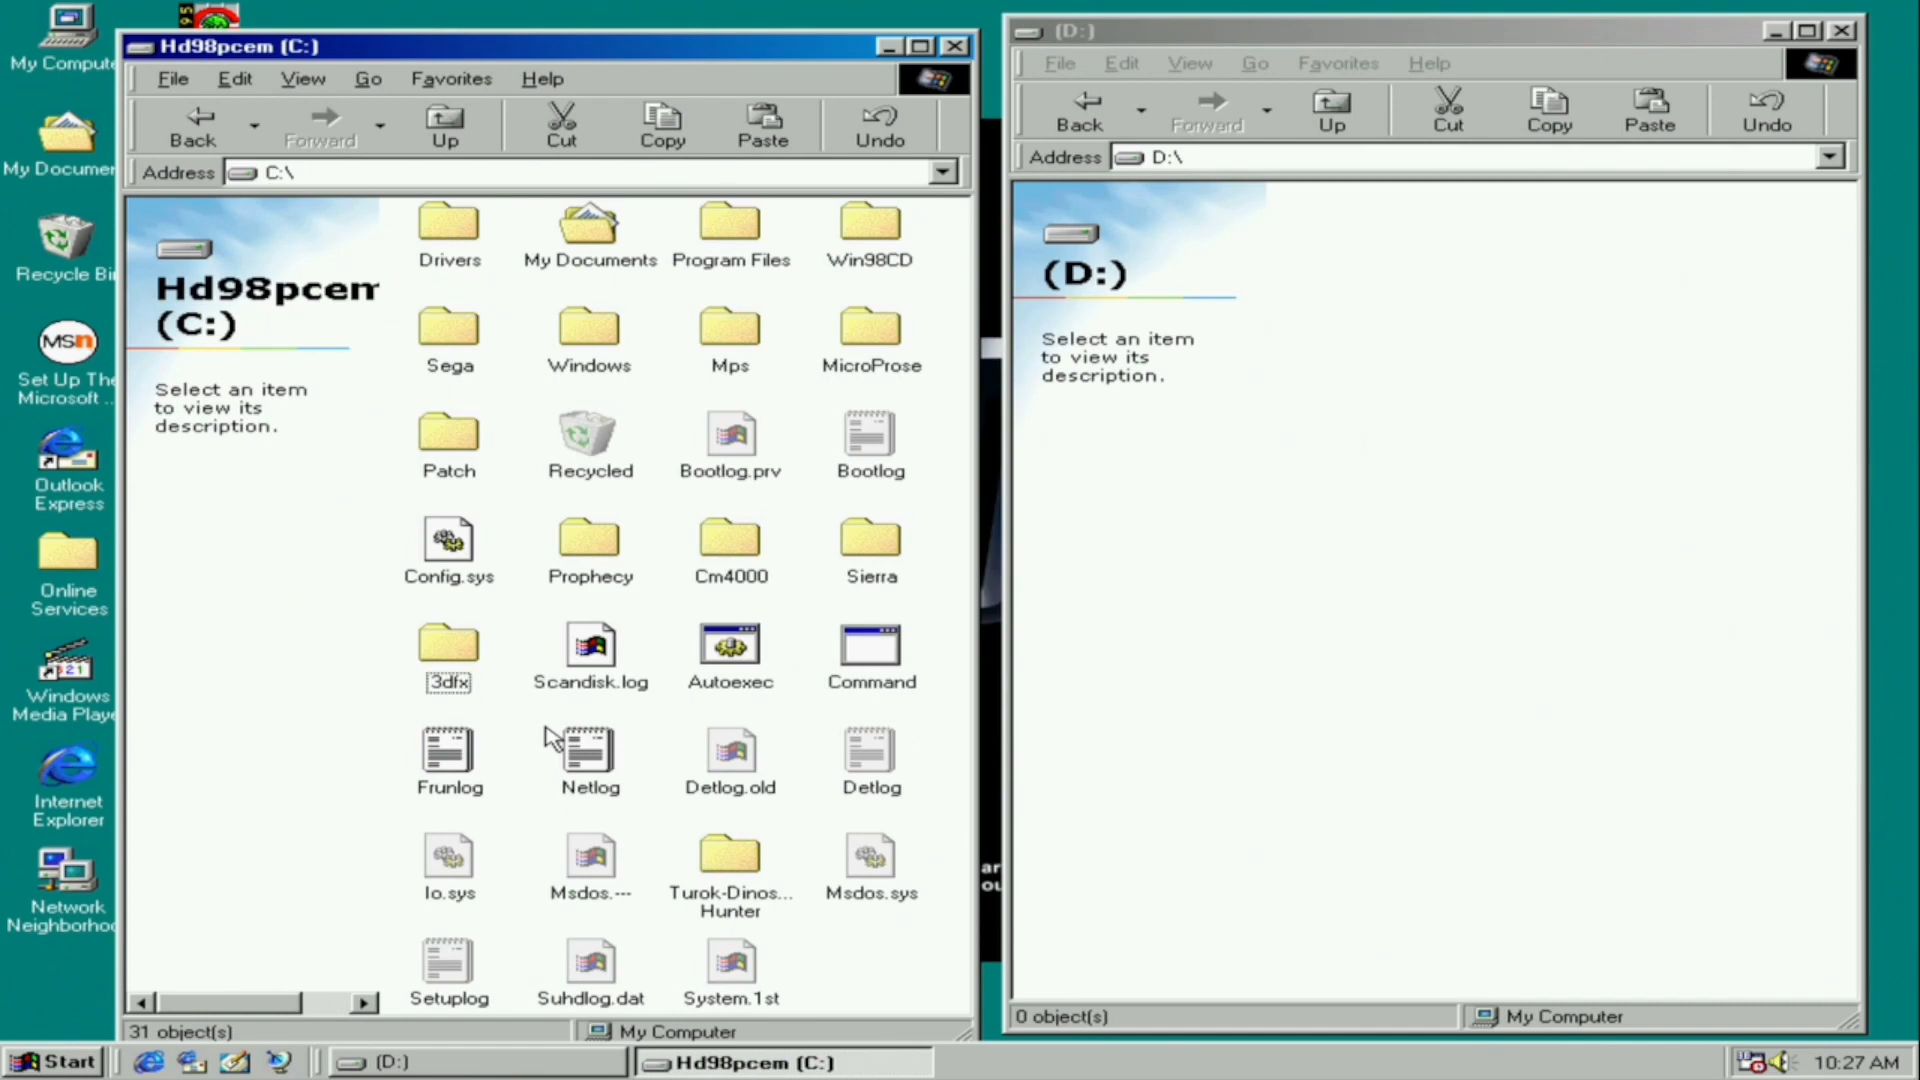 My Compute
My Documen
Recycle Bi
MSN
Set Up The
Microsoft ...
Outlook
Express
Online
Services
Windows
Media Playe
Internet
Explorer
Network
Neighborhoo
Hd98pcem (C:)
File Edit View Go Favorites Help
Back Forward Up Cut Copy Paste Undo
Address C:\
Hd98pcem
(C:)
Select an item
to view its
description.
Drivers My Documents Program Files Win98CD
Sega Windows Mps MicroProse
Patch Recycled Bootlog.prv Bootlog
Config.sys Prophecy Cm4000 Sierra
3dfx Scandisk.log Autoexec Command
Frunlog Netlog Detlog.old Detlog
Io.sys Msdos.--- Turok-Dinos...
Hunter Msdos.sys
Setuplog Suhdlog.dat System.1st
31 object(s) My Computer
(D:)
File Edit View Go Favorites Help
Back Forward Up Cut Copy Paste Undo
Address D:\
(D:)
Select an item
to view its
description.
0 object(s) My Computer
ar
ou
Start (D:) Hd98pcem (C:) 10:27 AM